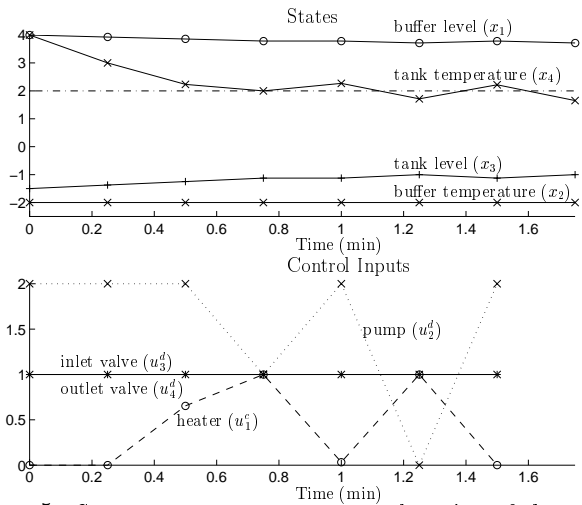 States
buffer level (x₁)
4
3
tank temperature (x₄)
2
1
0
tank level (x₃)
−1
buffer temperature (x₂)
−2
0 0.2 0.4 0.6 0.8 1 1.2 1.4 1.6
Time (min)
Control Inputs
2
pump (u₂ᵈ)
1.5
inlet valve (u₃ᵈ)
1
outlet valve (u₄ᵈ)
heater (u₁ᶜ)
0.5
0
0 0.2 0.4 0.6 0.8 1 1.2 1.4 1.6
Time (min)